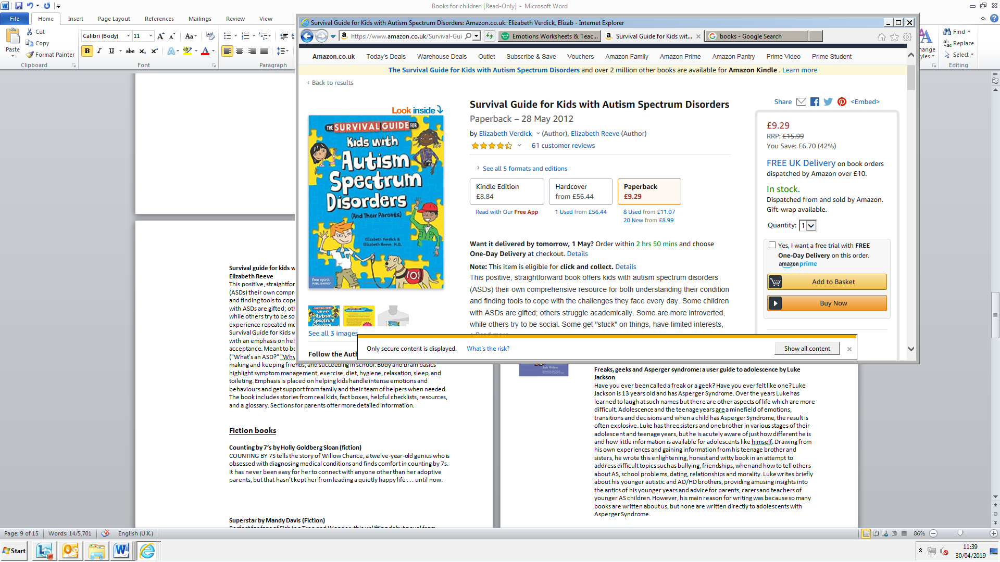 Books for children [Read-Only] - Microsoft Word
File Home Insert Page Layout References Mailings Review View
Paste
Cut
Copy
Format Painter
Clipboard
Calibri (Body) 11
Font
Paragraph
Find
Replace
Select
Editing
Survival Guide for Kids with Autism Spectrum Disorders: Amazon.co.uk: Elizabeth Verdick, Elizab - Internet Explorer
https://www.amazon.co.uk/Survival-Gui
Emotions Worksheets & Teac...
Survival Guide for Kids wit...
books - Google Search
Amazon.co.uk Today's Deals Warehouse Deals Outlet Subscribe & Save Vouchers Amazon Family Amazon Prime Amazon Pantry Prime Video Prime Student
The Survival Guide for Kids with Autism Spectrum Disorders and over 2 million other books are available for Amazon Kindle . Learn more
‹ Back to results
Look inside
THE SURVIVAL GUIDE FOR
Kids with
Autism
Spectrum
Disorders
(And Their Parents)
Elizabeth Verdick &
Elizabeth Reeve, M.D.
free spirit
PUBLISHING
See all 3 images
Follow the Auth
Survival Guide for Kids with Autism Spectrum Disorders
Paperback – 28 May 2012
by Elizabeth Verdick (Author), Elizabeth Reeve (Author)
61 customer reviews
See all 5 formats and editions
Kindle Edition
£8.84
Hardcover
from £56.44
Paperback
£9.29
Read with Our Free App
1 Used from £56.44
8 Used from £11.07
20 New from £8.99
Want it delivered by tomorrow, 1 May? Order within 2 hrs 50 mins and choose
One-Day Delivery at checkout. Details
Note: This item is eligible for click and collect. Details
This positive, straightforward book offers kids with autism spectrum disorders
(ASDs) their own comprehensive resource for both understanding their condition
and finding tools to cope with the challenges they face every day. Some children
with ASDs are gifted; others struggle academically. Some are more introverted,
while others try to be social. Some get "stuck" on things, have limited interests,
Share <Embed>
£9.29
RRP: £15.99
You Save: £6.70 (42%)
FREE UK Delivery on book orders
dispatched by Amazon over £10.
In stock.
Dispatched from and sold by Amazon.
Gift-wrap available.
Quantity: 1
Yes, I want a free trial with FREE
One-Day Delivery on this order.
amazon prime
Add to Basket
Buy Now
Only secure content is displayed. What's the risk? Show all content
Survival guide for kids w
Elizabeth Reeve
This positive, straightfor
(ASDs) their own compr
and finding tools to cope
with ASDs are gifted; oth
while others try to be so
experience repeated mo
Survival Guide for Kids w
with an emphasis on hel
acceptance. Meant to be
("What's an ASD?" "Why
making and keeping friends, and succeeding in school. Body and brain basics
highlight symptom management, exercise, diet, hygiene, relaxation, sleep, and
toileting. Emphasis is placed on helping kids handle intense emotions and
behaviours and get support from family and their team of helpers when needed.
The book includes stories from real kids, fact boxes, helpful checklists, resources,
and a glossary. Sections for parents offer more detailed information.
Fiction books
Counting by 7’s by Holly Goldberg Sloan (fiction)
COUNTING BY 7S tells the story of Willow Chance, a twelve-year-old genius who is
obsessed with diagnosing medical conditions and finds comfort in counting by 7s.
It has never been easy for her to connect with anyone other than her adoptive
parents, but that hasn't kept her from leading a quietly happy life . . . until now.
Superstar by Mandy Davis (Fiction)
Jude Welton
Freaks, geeks and Asperger syndrome: a user guide to adolescence by Luke
Jackson
Have you ever been called a freak or a geek? Have you ever felt like one? Luke
Jackson is 13 years old and has Asperger Syndrome. Over the years Luke has
learned to laugh at such names but there are other aspects of life which are more
difficult. Adolescence and the teenage years are a minefield of emotions,
transitions and decisions and when a child has Asperger Syndrome, the result is
often explosive. Luke has three sisters and one brother in various stages of their
adolescent and teenage years, but he is acutely aware of just how different he is
and how little information is available for adolescents like himself. Drawing from
his own experiences and gaining information from his teenage brother and
sisters, he wrote this enlightening, honest and witty book in an attempt to
address difficult topics such as bullying, friendships, when and how to tell others
about AS, school problems, dating, relationships and morality. Luke writes briefly
about his younger autistic and AD/HD brothers, providing amusing insights into
the antics of his younger years and advice for parents, carers and teachers of
younger AS children. However, his main reason for writing was because so many
books are written about us, but none are written directly to adolescents with
Asperger Syndrome.
Page: 9 of 15 Words: 14/5,701 English (U.K.) 86%
Start
11:39
30/04/2019